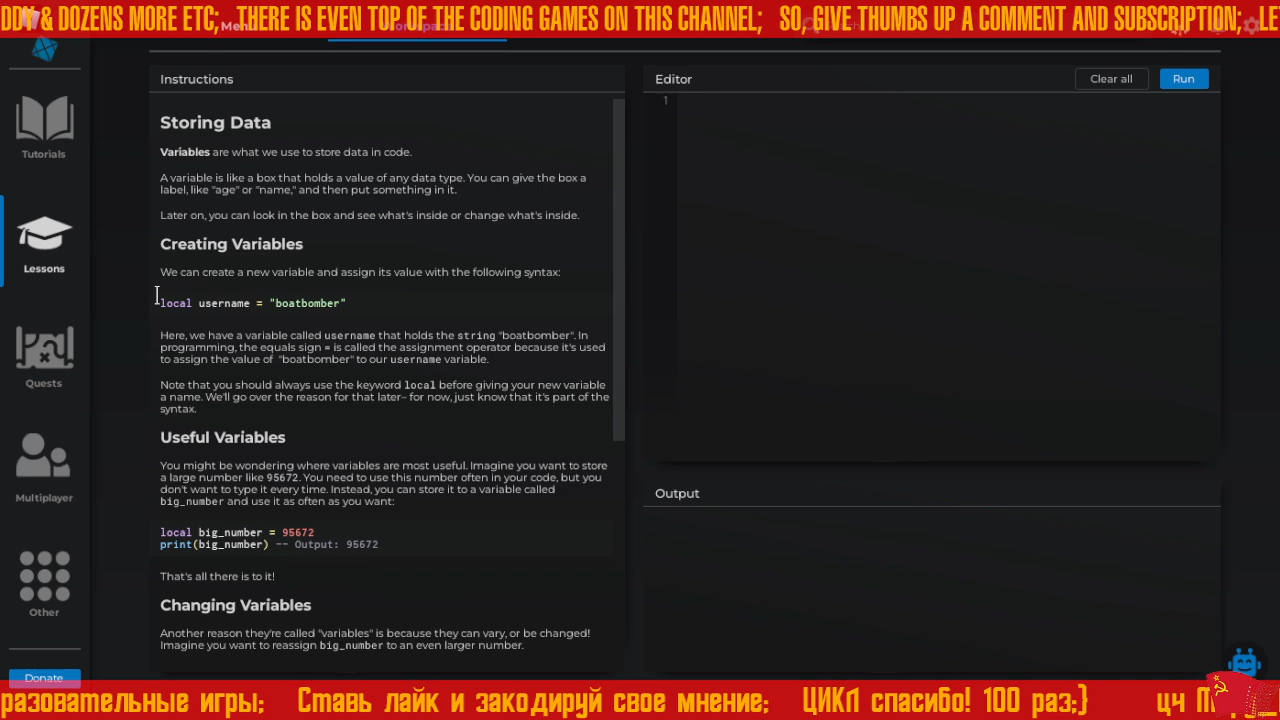 DDY & DOZENS MORE ETC;   THERE IS EVEN TOP OF THE CODING GAMES ON THIS CHANNEL;   SO, GIVE THUMBS UP A COMMENT AND SUBSCRIPTION;   LE
Tutorials
Lessons
Quests
Multiplayer
Other
Donate
Instructions
Storing Data
Variables are what we use to store data in code.
A variable is like a box that holds a value of any data type. You can give the box a
label, like "age" or "name," and then put something in it.
Later on, you can look in the box and see what's inside or change what's inside.
Creating Variables
We can create a new variable and assign its value with the following syntax:
local username = "boatbomber"
Here, we have a variable called username that holds the string "boatbomber". In
programming, the equals sign = is called the assignment operator because it's used
to assign the value of "boatbomber" to our username variable.
Note that you should always use the keyword local before giving your new variable
a name. We'll go over the reason for that later– for now, just know that it's part of the
syntax.
Useful Variables
You might be wondering where variables are most useful. Imagine you want to store
a large number like 95672. You need to use this number often in your code, but you
don't want to type it every time. Instead, you can store it to a variable called
big_number and use it as often as you want:
local big_number = 95672
print(big_number) -- Output: 95672
That's all there is to it!
Changing Variables
Another reason they're called "variables" is because they can vary, or be changed!
Imagine you want to reassign big_number to an even larger number.
Editor
Clear all
Run
1
Output
разовательные игры;   Ставь лайк и закодируй свое мнение;   ЦИКЛ спасибо! 100 раз;}   цч